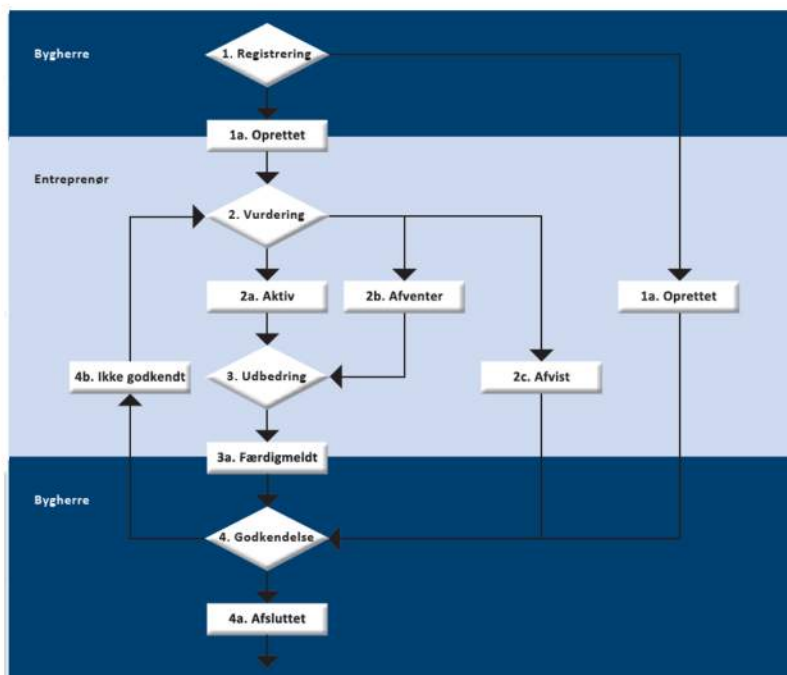 Bygherre
1. Registrering
1a. Oprettet
Entreprenør
2. Vurdering
2a. Aktiv
2b. Afventer
1a. Oprettet
4b. Ikke godkendt
3. Udbedring
2c. Afvist
3a. Færdigmeldt
Bygherre
4. Godkendelse
4a. Afsluttet